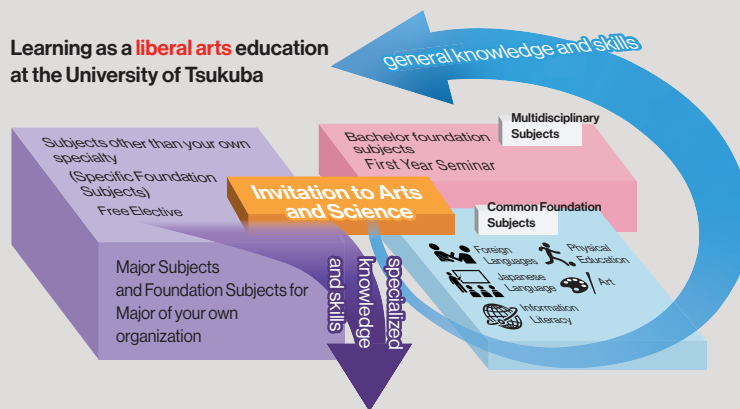 Learning as a liberal arts education
at the University of Tsukuba
general knowledge and skills
Subjects other than your own
specialty
(Specific Foundation
Subjects)
Free Elective
Bachelor foundation
subjects
First Year Seminar
Multidisciplinary
Subjects
Invitation to Arts
and Science
Common Foundation
Subjects
Foreign
Languages
Physical
Education
Japanese
Language
Art
Information
Literacy
Major Subjects
and Foundation Subjects for
Major of your own
organization
specialized
knowledge
and skills